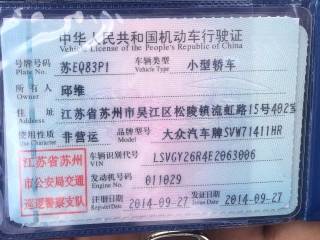 中华人民共和国机动车行驶证
Vehicle License of the People's Republic of China
号牌号码 苏EQ83P1 车辆类型 小型轿车
Plate No. Vehicle Type
所有人 邱维
Owner
住址 江苏省苏州市吴江区松陵镇流虹路15号402室
Address
使用性质 非营运 品牌型号 大众汽车牌SVW71411HR
Use Character Model
江苏省苏州
市公安局交通
巡逻警察支队
车辆识别代号 LSVGY26R4E2063006
VIN
发动机号码 011029
Engine No.
注册日期 2014-09-27 发证日期 2014-09-27
Register Date Issue Date